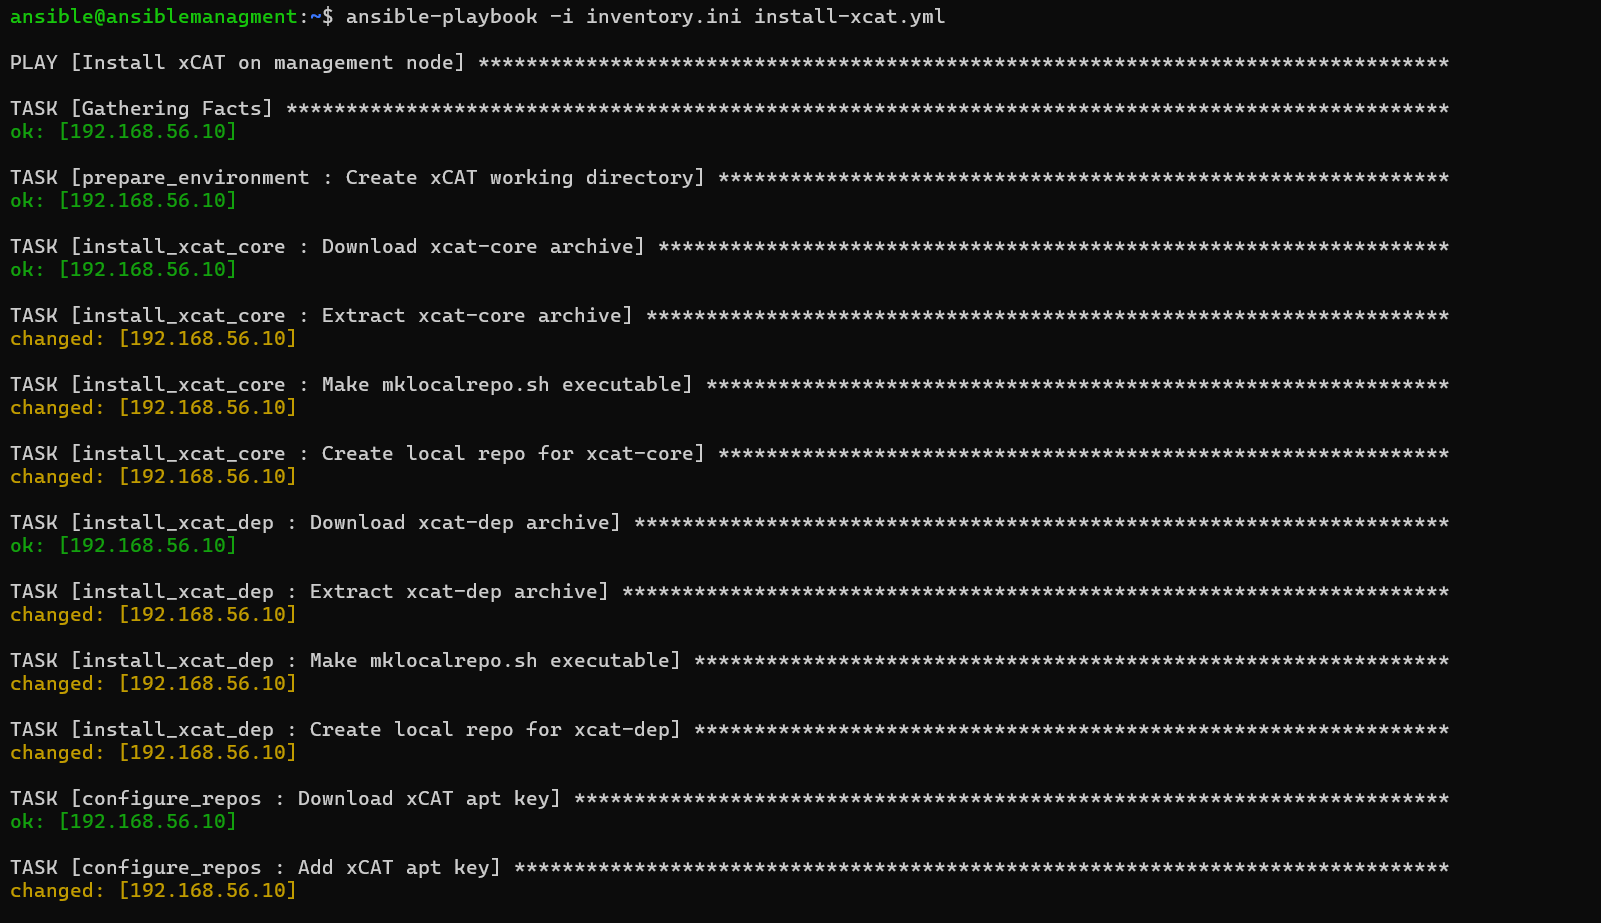 ansible@ansiblemanagment:~$ ansible-playbook -i inventory.ini install-xcat.yml
PLAY [Install xCAT on management node] *********************************************************************************
TASK [Gathering Facts] *************************************************************************************************
ok: [192.168.56.10]
TASK [prepare_environment : Create xCAT working directory] *************************************************************
ok: [192.168.56.10]
TASK [install_xcat_core : Download xcat-core archive] ******************************************************************
ok: [192.168.56.10]
TASK [install_xcat_core : Extract xcat-core archive] *******************************************************************
changed: [192.168.56.10]
TASK [install_xcat_core : Make mklocalrepo.sh executable] **************************************************************
changed: [192.168.56.10]
TASK [install_xcat_core : Create local repo for xcat-core] *************************************************************
changed: [192.168.56.10]
TASK [install_xcat_dep : Download xcat-dep archive] ********************************************************************
ok: [192.168.56.10]
TASK [install_xcat_dep : Extract xcat-dep archive] *********************************************************************
changed: [192.168.56.10]
TASK [install_xcat_dep : Make mklocalrepo.sh executable] ***************************************************************
changed: [192.168.56.10]
TASK [install_xcat_dep : Create local repo for xcat-dep] ***************************************************************
changed: [192.168.56.10]
TASK [configure_repos : Download xCAT apt key] *************************************************************************
ok: [192.168.56.10]
TASK [configure_repos : Add xCAT apt key] ******************************************************************************
changed: [192.168.56.10]